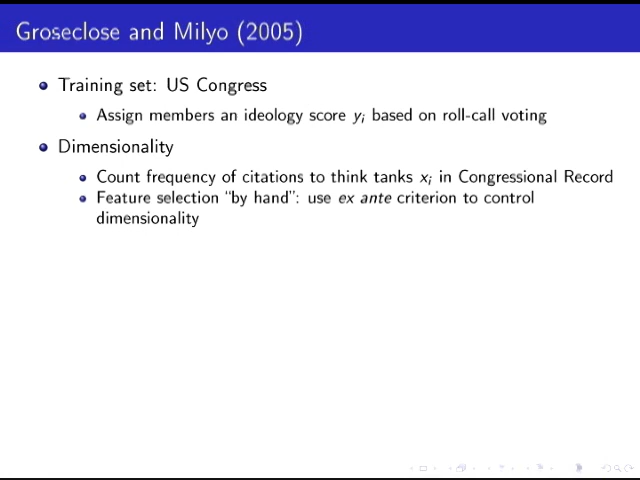 Groseclose and Milyo (2005)
Training set: US Congress
Assign members an ideology score yi based on roll-call voting
Dimensionality
Count frequency of citations to think tanks xi in Congressional Record
Feature selection “by hand”: use ex ante criterion to control
dimensionality